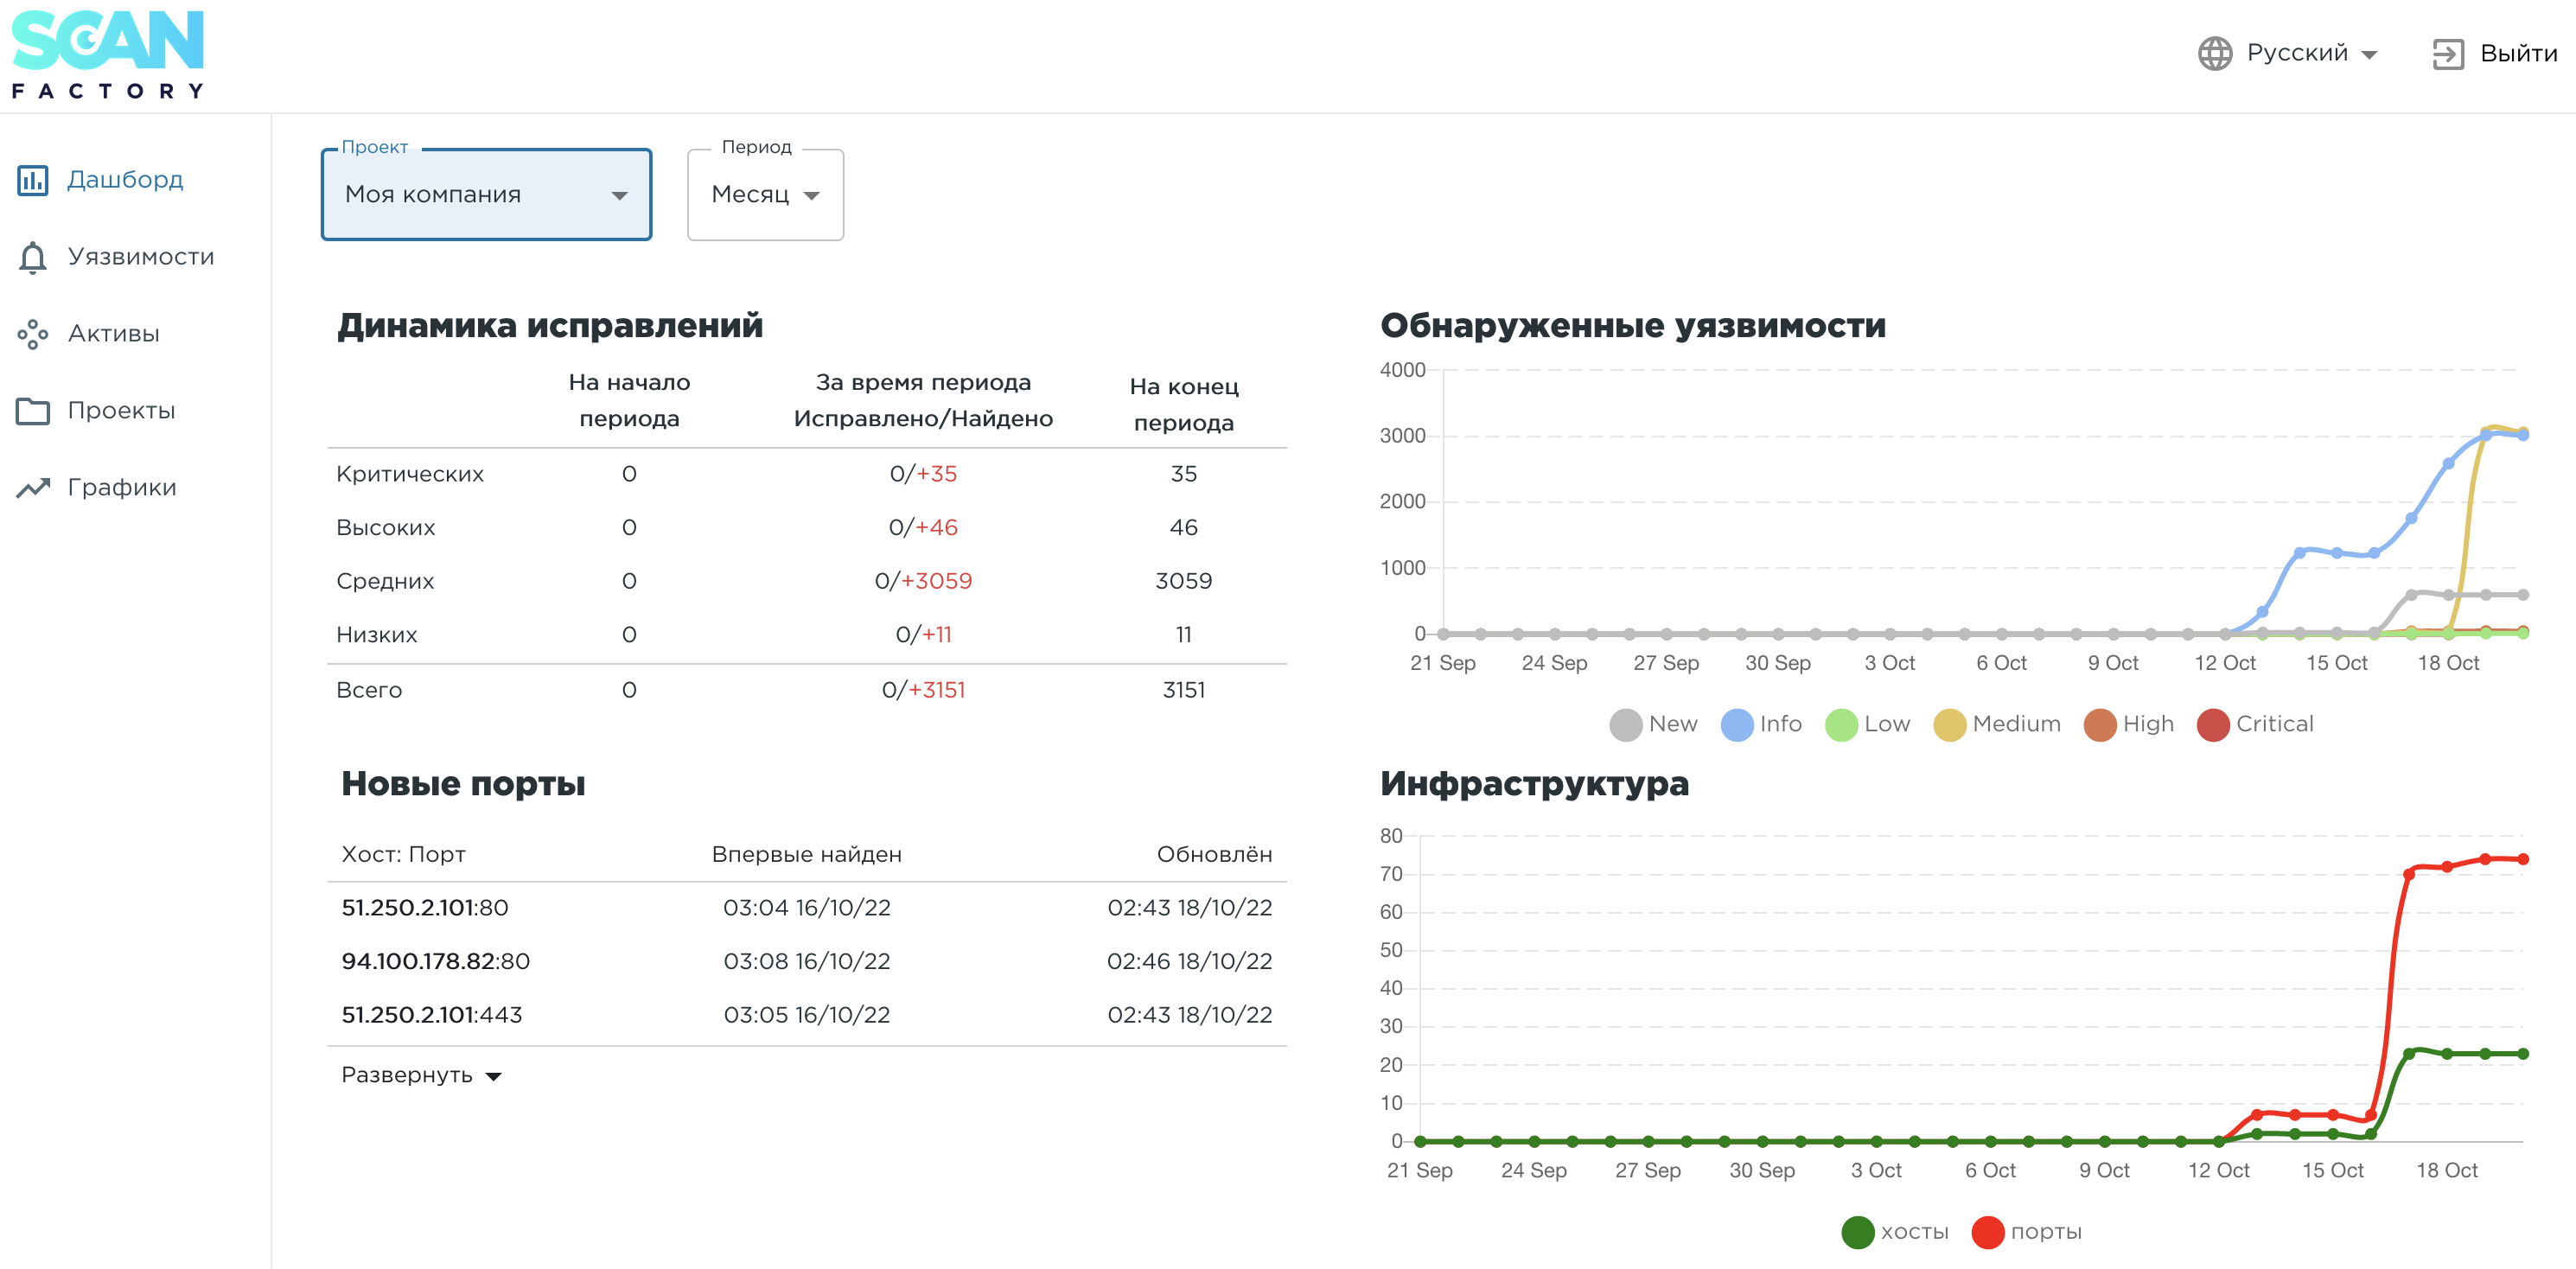 SCAN
FACTORY
Русский
Выйти
Дашборд
Уязвимости
Активы
Проекты
Графики
Проект
Моя компания
Период
Месяц
Динамика исправлений
На начало периода
За время периода Исправлено/Найдено
На конец периода
Критических 0 0/+35 35
Высоких 0 0/+46 46
Средних 0 0/+3059 3059
Низких 0 0/+11 11
Всего 0 0/+3151 3151
Новые порты
Хост: Порт Впервые найден Обновлён
51.250.2.101:80 03:04 16/10/22 02:43 18/10/22
94.100.178.82:80 03:08 16/10/22 02:46 18/10/22
51.250.2.101:443 03:05 16/10/22 02:43 18/10/22
Развернуть
Обнаруженные уязвимости
4000
3000
2000
1000
0
21 Sep 24 Sep 27 Sep 30 Sep 3 Oct 6 Oct 9 Oct 12 Oct 15 Oct 18 Oct
New Info Low Medium High Critical
Инфраструктура
80
70
60
50
40
30
20
10
0
21 Sep 24 Sep 27 Sep 30 Sep 3 Oct 6 Oct 9 Oct 12 Oct 15 Oct 18 Oct
хосты порты